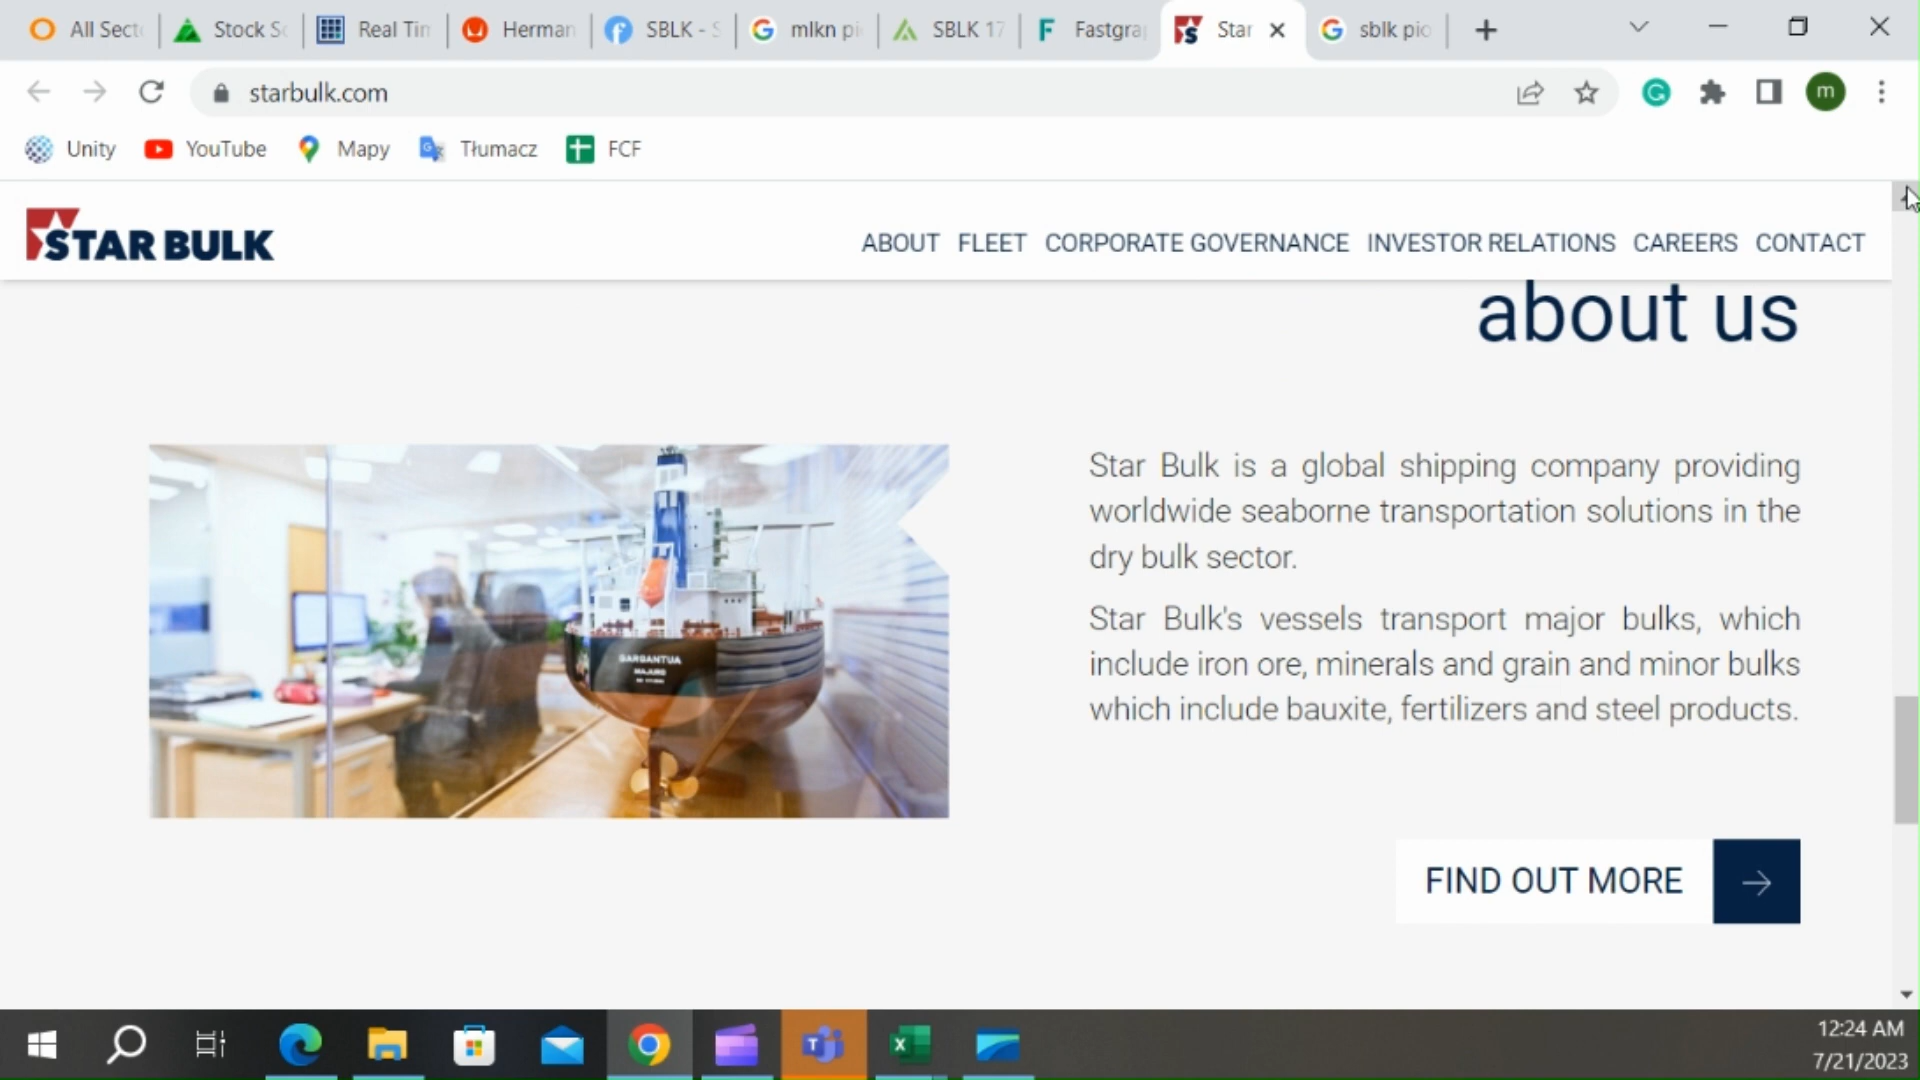 All Sect
Stock S
Real Tim
Herman
SBLK - S
mlkn pi
SBLK 17
Fastgra
Star
sblk pio
starbulk.com
m
Unity
YouTube
Mapy
Tłumacz
FCF
STAR BULK
ABOUT FLEET CORPORATE GOVERNANCE INVESTOR RELATIONS CAREERS CONTACT
about us
Star Bulk is a global shipping company providing
worldwide seaborne transportation solutions in the
dry bulk sector.
Star Bulk's vessels transport major bulks, which
include iron ore, minerals and grain and minor bulks
which include bauxite, fertilizers and steel products.
GARGANTUA
MAJURO
FIND OUT MORE
12:24 AM
7/21/2023